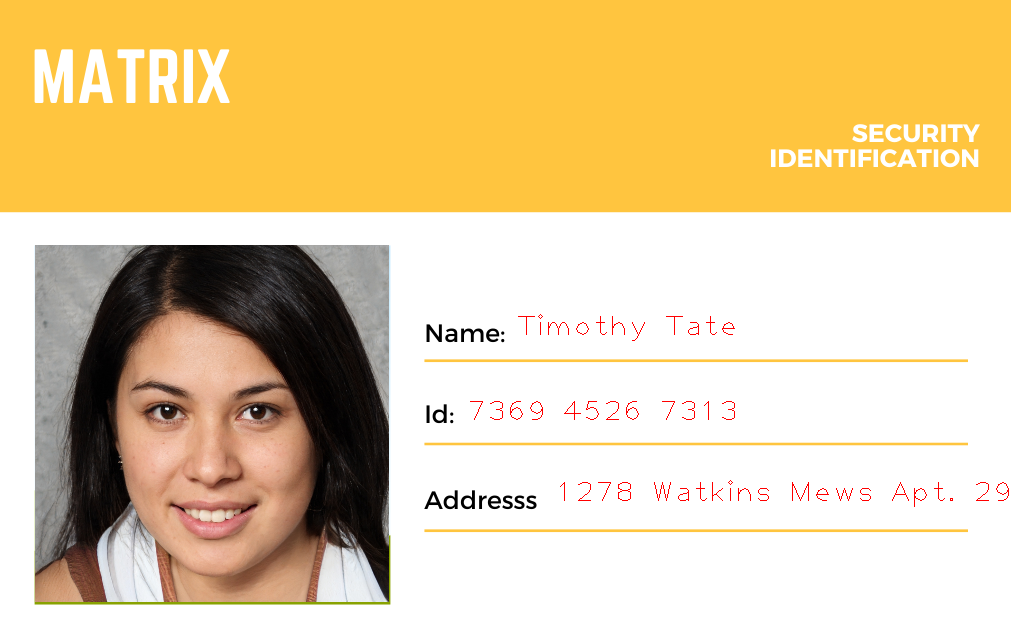 MATRIX
SECURITY
IDENTIFICATION
Name: Timothy Tate
Id: 7369 4526 7313
Addresss 1278 Watkins Mews Apt. 29